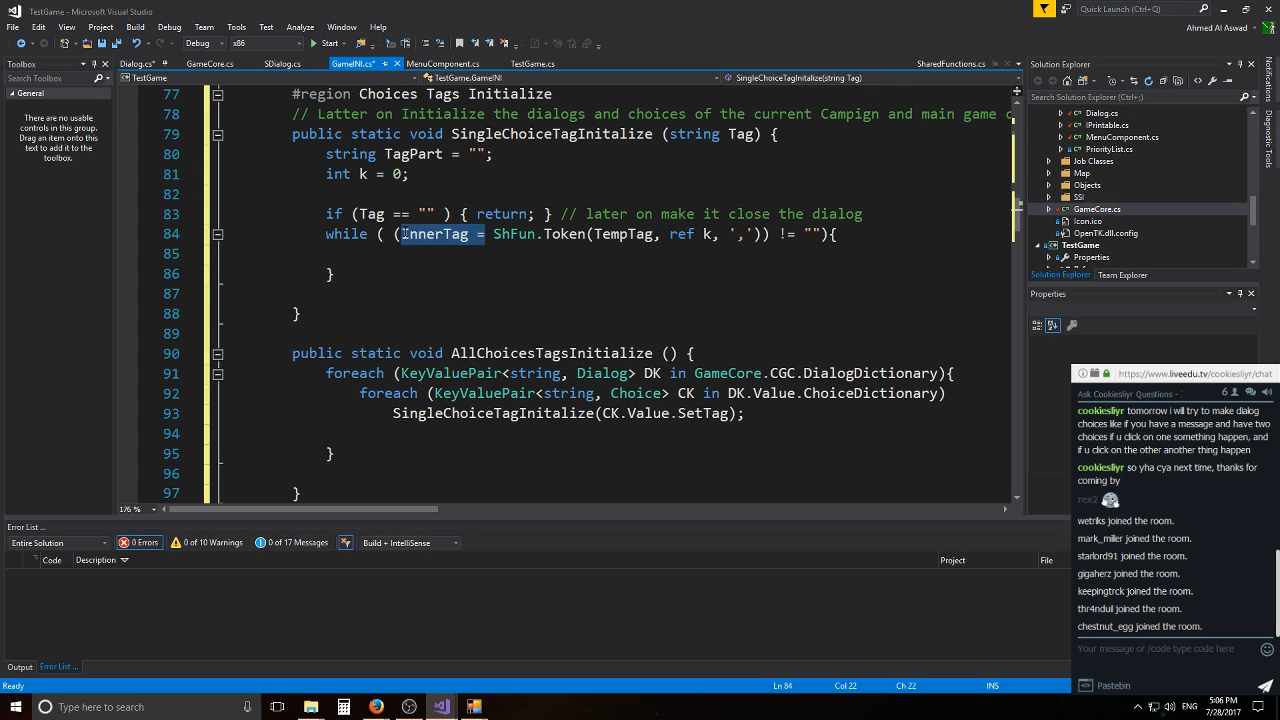 TestGame - Microsoft Visual Studio
Quick Launch (Ctrl+Q)
File Edit View Project Build Debug Team Tools Test Analyze Window Help
Ahmed Al Aswad
Debug x86 Start
Toolbox
Search Toolbox
General
There are no usable
controls in this group.
Drag an item onto this
text to add it to the
toolbox.
Dialog.cs* GameCore.cs SDialog.cs GameINI.cs* MenuComponent.cs TestGame.cs SharedFunctions.cs
TestGame TestGame.GameINI SingleChoiceTagInitalize(string Tag)
77 #region Choices Tags Initialize
78 // Latter on Initialize the dialogs and choices of the current Campign and main game c
79 public static void SingleChoiceTagInitalize (string Tag) {
80 string TagPart = "";
81 int k = 0;
82
83 if (Tag == "" ) { return; } // later on make it close the dialog
84 while ( (InnerTag = ShFun.Token(TempTag, ref k, ',')) != ""){
85
86 }
87
88 }
89
90 public static void AllChoicesTagsInitialize () {
91 foreach (KeyValuePair<string, Dialog> DK in GameCore.CGC.DialogDictionary){
92 foreach (KeyValuePair<string, Choice> CK in DK.Value.ChoiceDictionary)
93 SingleChoiceTagInitalize(CK.Value.SetTag);
94
95 }
96
97 }
176 %
Solution Explorer
Search Solution Explorer (Ctrl+;)
Dialog.cs
IPrintable.cs
MenuComponent.cs
PriorityList.cs
Job Classes
Map
Objects
SSI
GameCore.cs
Icon.ico
OpenTK.dll.config
TestGame
Properties
Solution Explorer Team Explorer
Properties
Notifications
Diagnostic Tools
Error List ...
Entire Solution 0 Errors 0 of 10 Warnings 0 of 17 Messages Build + IntelliSense
Code Description Project File
Output Error List ...
Ready Ln 84 Col 22 Ch 22 INS
https://www.liveedu.tv/cookiesliyr/chat
Ask Cookiesliyr Questions - . 6
cookiesliyr tomorrow i will try to make dialog
choices like if you have a message and have two
choices if u click on one something happen, and
if u click on the other another thing happen
cookiesliyr so yha cya next time, thanks for
coming by
rex2
wetriks joined the room.
mark_miller joined the room.
starlord91 joined the room.
gigaherz joined the room.
keepingtrck joined the room.
thr4nduil joined the room.
chestnut_egg joined the room.
Your message or /code type code here
Pastebin
Type here to search
ENG
5:06 PM
7/28/2017